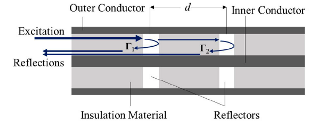 Outer Conductor
d
Inner Conductor
Excitation
Γ1
Γ2
Reflections
Insulation Material
Reflectors